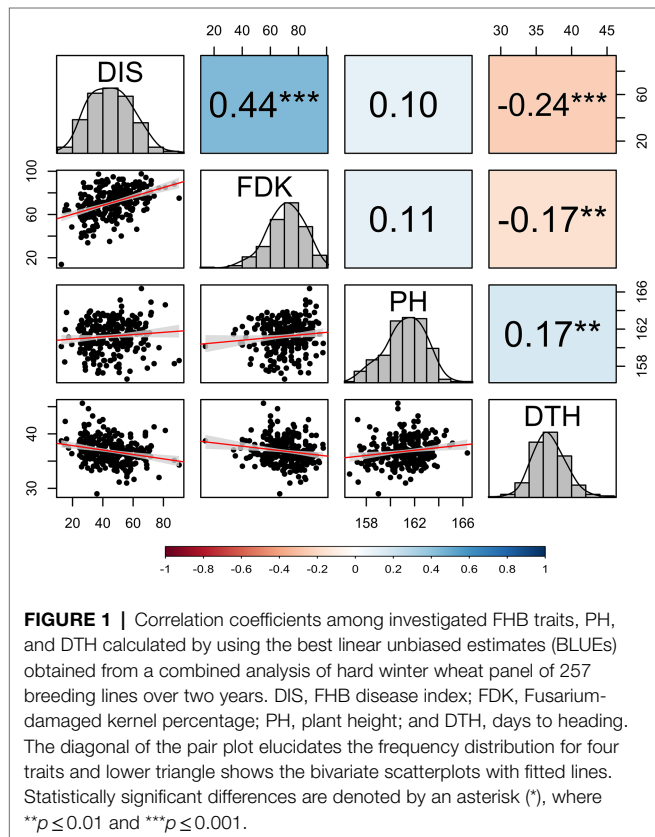 20 40 60 80
30 35 40 45
DIS
0.44***
0.10
-0.24***
20 60
20 60 80 100
FDK
0.11
-0.17**
PH
0.17**
158 162 166
30 40
DTH
20 40 60 80
158 162 166
-1 -0.8 -0.6 -0.4 -0.2 0 0.2 0.4 0.6 0.8 1
FIGURE 1 | Correlation coefficients among investigated FHB traits, PH,
and DTH calculated by using the best linear unbiased estimates (BLUEs)
obtained from a combined analysis of hard winter wheat panel of 257
breeding lines over two years. DIS, FHB disease index; FDK, Fusarium-
damaged kernel percentage; PH, plant height; and DTH, days to heading.
The diagonal of the pair plot elucidates the frequency distribution for four
traits and lower triangle shows the bivariate scatterplots with fitted lines.
Statistically significant differences are denoted by an asterisk (*), where
**p ≤ 0.01 and ***p ≤ 0.001.